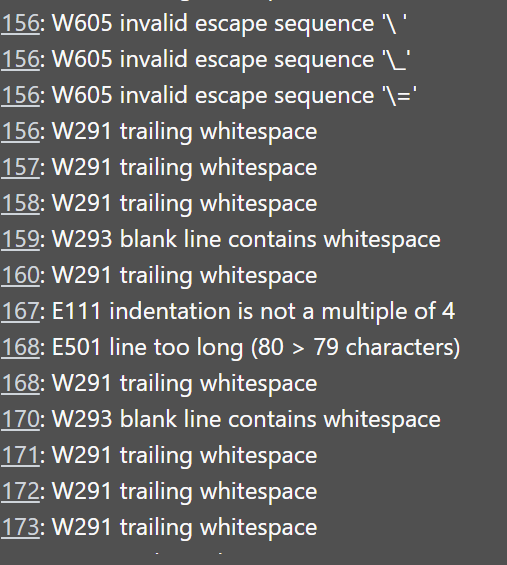 156: W605 invalid escape sequence '\ '
156: W605 invalid escape sequence '\_'
156: W605 invalid escape sequence '\='
156: W291 trailing whitespace
157: W291 trailing whitespace
158: W291 trailing whitespace
159: W293 blank line contains whitespace
160: W291 trailing whitespace
167: E111 indentation is not a multiple of 4
168: E501 line too long (80 > 79 characters)
168: W291 trailing whitespace
170: W293 blank line contains whitespace
171: W291 trailing whitespace
172: W291 trailing whitespace
173: W291 trailing whitespace